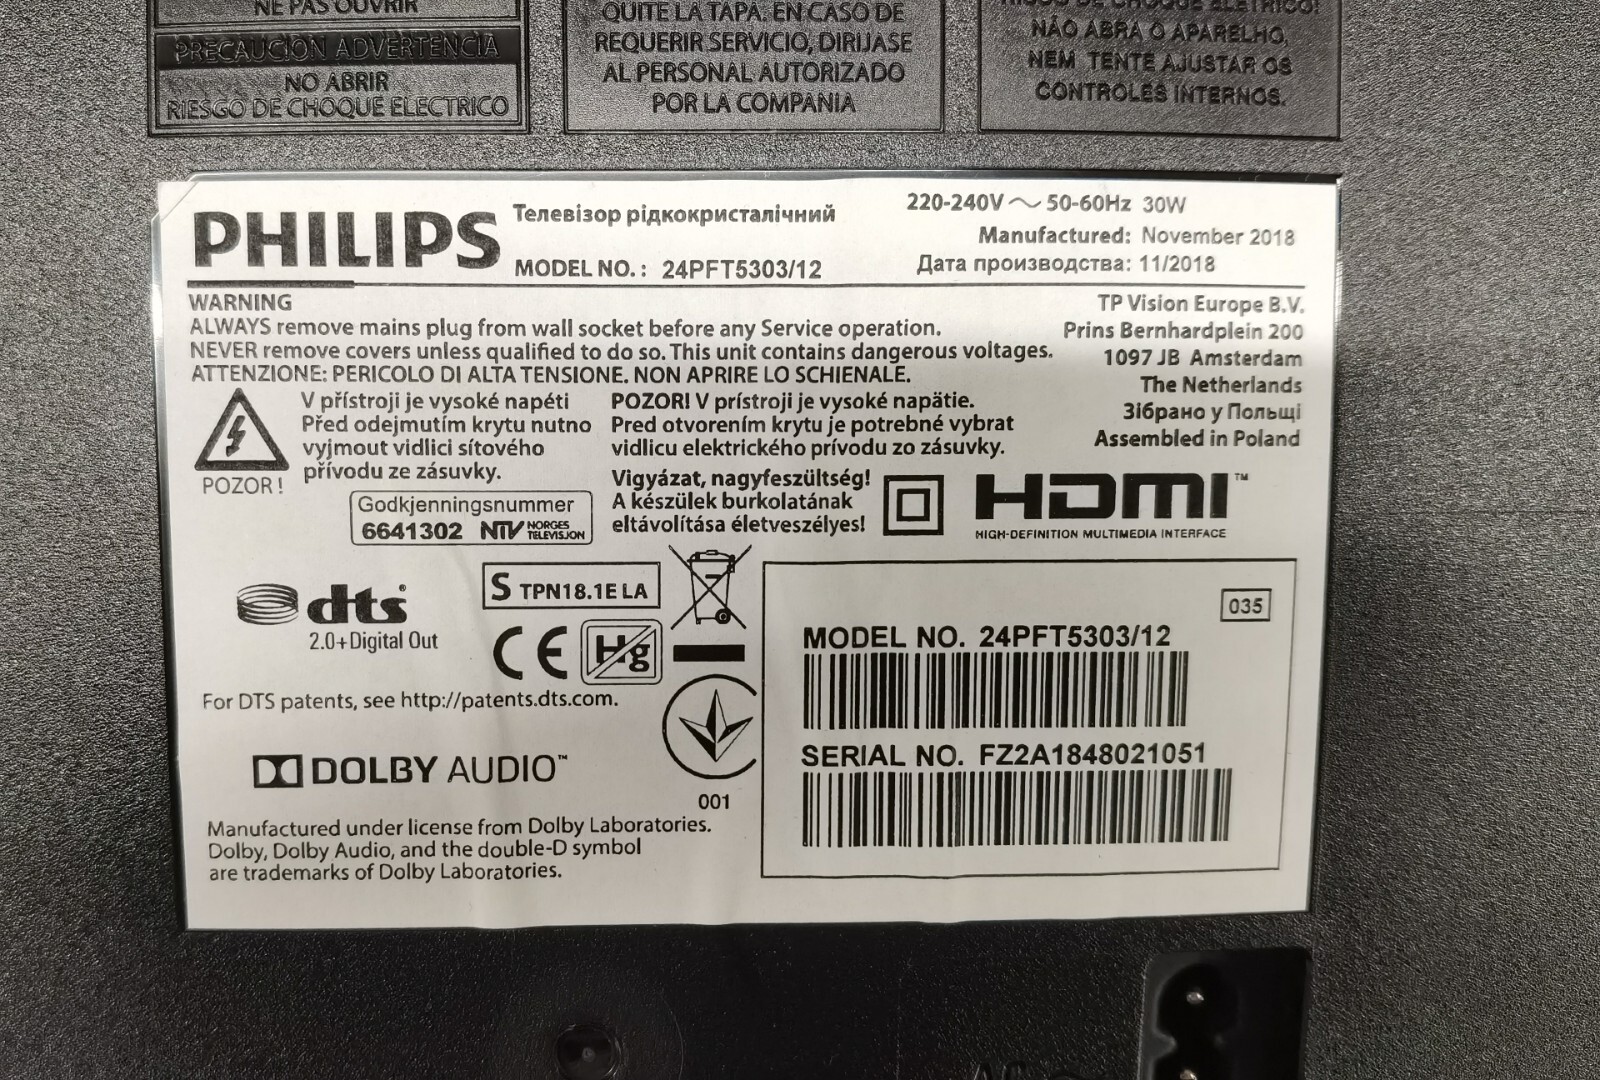 NE PAS OUVRIR
PRECAUCION ADVERTENCIA
NO ABRIR
RIESGO DE CHOQUE ELECTRICO
QUITE LA TAPA. EN CASO DE
REQUERIR SERVICIO, DIRIJASE
AL PERSONAL AUTORIZADO
POR LA COMPANIA
RISCO DE CHOQUE ELÉTRICO!
NÃO ABRA O APARELHO,
NEM TENTE AJUSTAR OS
CONTROLES INTERNOS.
PHILIPS
Телевізор рідкокристалічний
MODEL NO.: 24PFT5303/12
220-240V ~ 50-60Hz 30W
Manufactured: November 2018
Дата производства: 11/2018
WARNING
ALWAYS remove mains plug from wall socket before any Service operation.
NEVER remove covers unless qualified to do so. This unit contains dangerous voltages.
ATTENZIONE: PERICOLO DI ALTA TENSIONE. NON APRIRE LO SCHIENALE.
TP Vision Europe B.V.
Prins Bernhardplein 200
1097 JB Amsterdam
The Netherlands
Зібрано у Польщі
Assembled in Poland
POZOR!
V přístroji je vysoké napéti
Před odejmutím krytu nutno
vyjmout vidlici sítového
přívodu ze zásuvky.
POZOR! V prístroji je vysoké napätie.
Pred otvorením krytu je potrebné vybrat
vidlicu elektrického prívodu zo zásuvky.
Vigyázat, nagyfeszültség!
A készülek burkolatának
eltávolítása életveszélyes!
Godkjenningsnummer
6641302 NTV NORGES
TELEVISJON
HDMI™
HIGH-DEFINITION MULTIMEDIA INTERFACE
dts
2.0+Digital Out
S TPN18.1E LA
CE
Hg
For DTS patents, see http://patents.dts.com.
DOLBY AUDIO™
001
Manufactured under license from Dolby Laboratories.
Dolby, Dolby Audio, and the double-D symbol
are trademarks of Dolby Laboratories.
035
MODEL NO. 24PFT5303/12
SERIAL NO. FZ2A1848021051